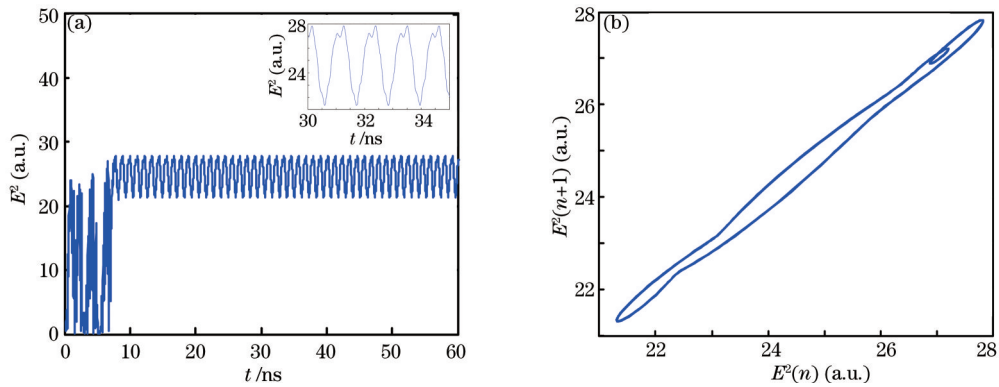 (a)
50
40
30
20
10
0
E² (a.u.)
0 10 20 30 40 50 60
t /ns
28
24
E² (a.u.)
30 32 34
t /ns
(b)
28
26
24
22
E²(n+1) (a.u.)
22 24 26 28
E²(n) (a.u.)